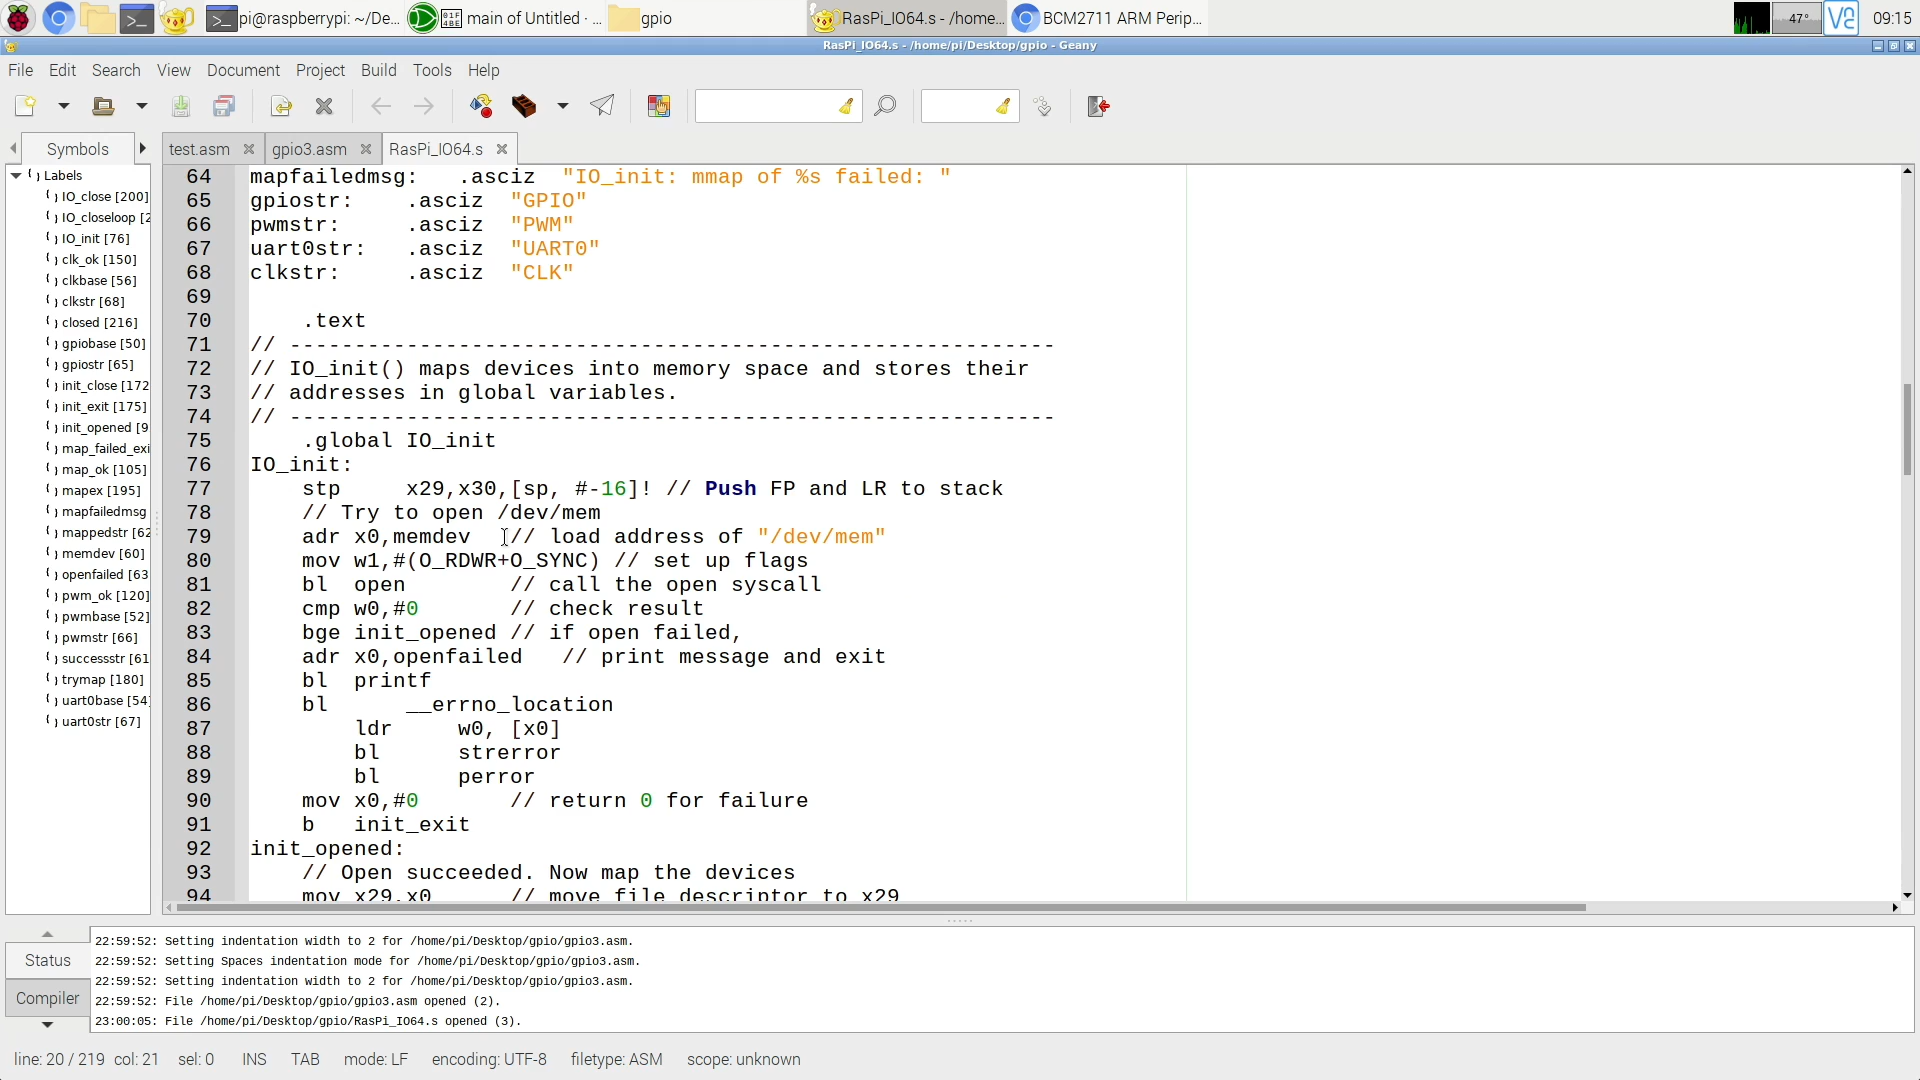 pi@raspberrypi: ~/De...
main of Untitled · ...
gpio
RasPi_IO64.s - /home...
BCM2711 ARM Perip...
47°
V2
09:15
RasPi_IO64.s - /home/pi/Desktop/gpio - Geany
File Edit Search View Document Project Build Tools Help
Symbols
test.asm
gpio3.asm
RasPi_IO64.s
Labels
IO_close [200]
IO_closeloop [2
IO_init [76]
clk_ok [150]
clkbase [56]
clkstr [68]
closed [216]
gpiobase [50]
gpiostr [65]
init_close [172
init_exit [175]
init_opened [9
map_failed_exi
map_ok [105]
mapex [195]
mapfailedmsg
mappedstr [62
memdev [60]
openfailed [63
pwm_ok [120]
pwmbase [52]
pwmstr [66]
successstr [61
trymap [180]
uart0base [54]
uart0str [67]
64 mapfailedmsg: .asciz "IO_init: mmap of %s failed: "
65 gpiostr: .asciz "GPIO"
66 pwmstr: .asciz "PWM"
67 uart0str: .asciz "UART0"
68 clkstr: .asciz "CLK"
69
70 .text
71 // -----------------------------------------------------------
72 // IO_init() maps devices into memory space and stores their
73 // addresses in global variables.
74 // -----------------------------------------------------------
75 .global IO_init
76 IO_init:
77 stp x29,x30,[sp, #-16]! // Push FP and LR to stack
78 // Try to open /dev/mem
79 adr x0,memdev // load address of "/dev/mem"
80 mov w1,#(O_RDWR+O_SYNC) // set up flags
81 bl open // call the open syscall
82 cmp w0,#0 // check result
83 bge init_opened // if open failed,
84 adr x0,openfailed // print message and exit
85 bl printf
86 bl __errno_location
87 ldr w0, [x0]
88 bl strerror
89 bl perror
90 mov x0,#0 // return 0 for failure
91 b init_exit
92 init_opened:
93 // Open succeeded. Now map the devices
94 mov x29,x0 // move file descriptor to x29
Status
Compiler
22:59:52: Setting indentation width to 2 for /home/pi/Desktop/gpio/gpio3.asm.
22:59:52: Setting Spaces indentation mode for /home/pi/Desktop/gpio/gpio3.asm.
22:59:52: Setting indentation width to 2 for /home/pi/Desktop/gpio/gpio3.asm.
22:59:52: File /home/pi/Desktop/gpio/gpio3.asm opened (2).
23:00:05: File /home/pi/Desktop/gpio/RasPi_IO64.s opened (3).
line: 20 / 219 col: 21 sel: 0 INS TAB mode: LF encoding: UTF-8 filetype: ASM scope: unknown